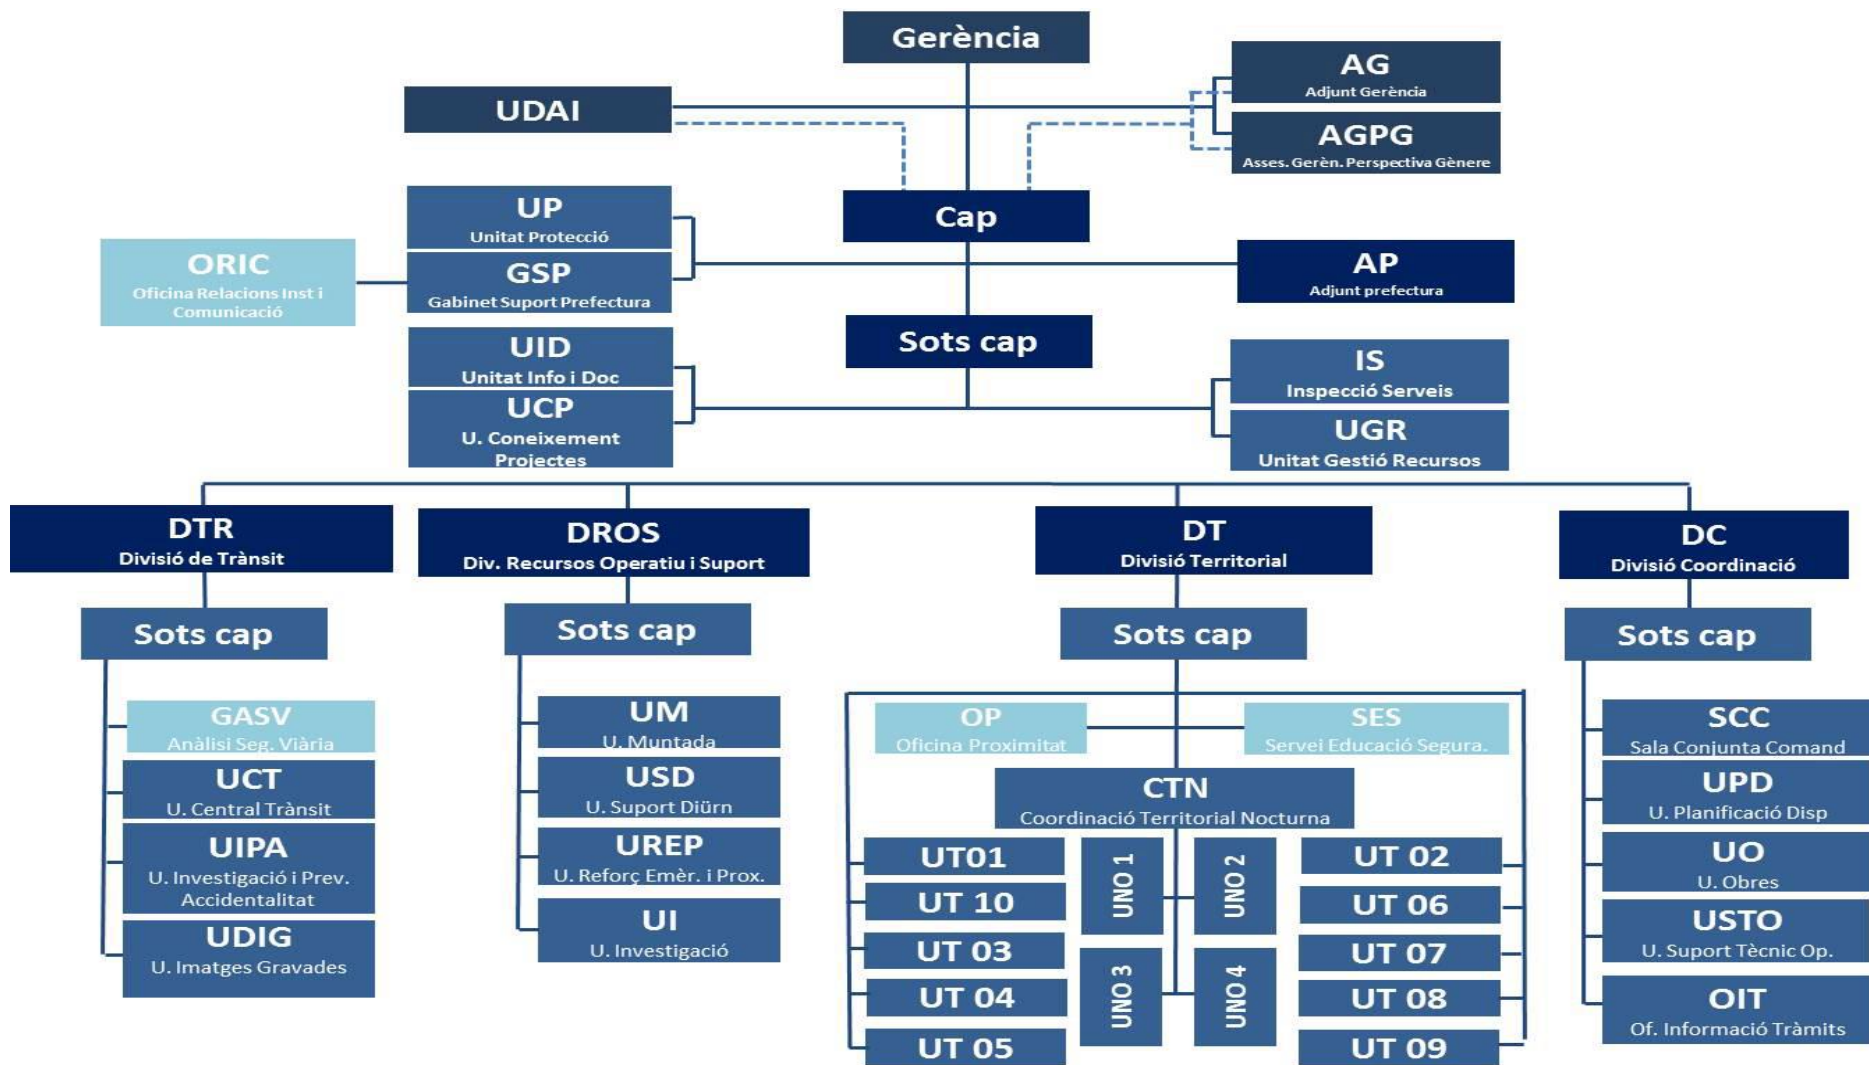 Gerència
UDAI
AG
Adjunt Gerència
AGPG
Asses. Gerèn. Perspectiva Gènere
Cap
UP
Unitat Protecció
GSP
Gabinet Suport Prefectura
ORIC
Oficina Relacions Inst i
Comunicació
AP
Adjunt prefectura
Sots cap
UID
Unitat Info i Doc
UCP
U. Coneixement
Projectes
IS
Inspecció Serveis
UGR
Unitat Gestió Recursos
DTR
Divisió de Trànsit
DROS
Div. Recursos Operatiu i Suport
DT
Divisió Territorial
DC
Divisió Coordinació
Sots cap
Sots cap
Sots cap
Sots cap
GASV
Anàlisi Seg. Viària
UCT
U. Central Trànsit
UIPA
U. Investigació i Prev.
Accidentalitat
UDIG
U. Imatges Gravades
UM
U. Muntada
USD
U. Suport Diürn
UREP
U. Reforç Emèr. i Prox.
UI
U. Investigació
OP
Oficina Proximitat
SES
Servei Educació Segura.
CTN
Coordinació Territorial Nocturna
UT01
UT 10
UT 03
UT 04
UT 05
UNO 1
UNO 2
UNO 3
UNO 4
UT 02
UT 06
UT 07
UT 08
UT 09
SCC
Sala Conjunta Comand
UPD
U. Planificació Disp
UO
U. Obres
USTO
U. Suport Tècnic Op.
OIT
Of. Informació Tràmits